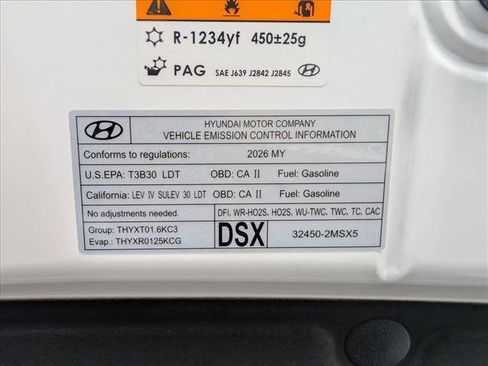 R-1234yf 450±25g
PAG SAE J639 J2842 J2845
HYUNDAI MOTOR COMPANY
VEHICLE EMISSION CONTROL INFORMATION
Conforms to regulations: 2026 MY
U.S.EPA: T3B30 LDT OBD: CA II Fuel: Gasoline
California: LEV IV SULEV 30 LDT OBD: CA II Fuel: Gasoline
No adjustments needed. DFI, WR-HO2S, HO2S, WU-TWC, TWC, TC, CAC
Group: THYXT01.6KC3
Evap.: THYXR0125KCG
DSX 32450-2MSX5